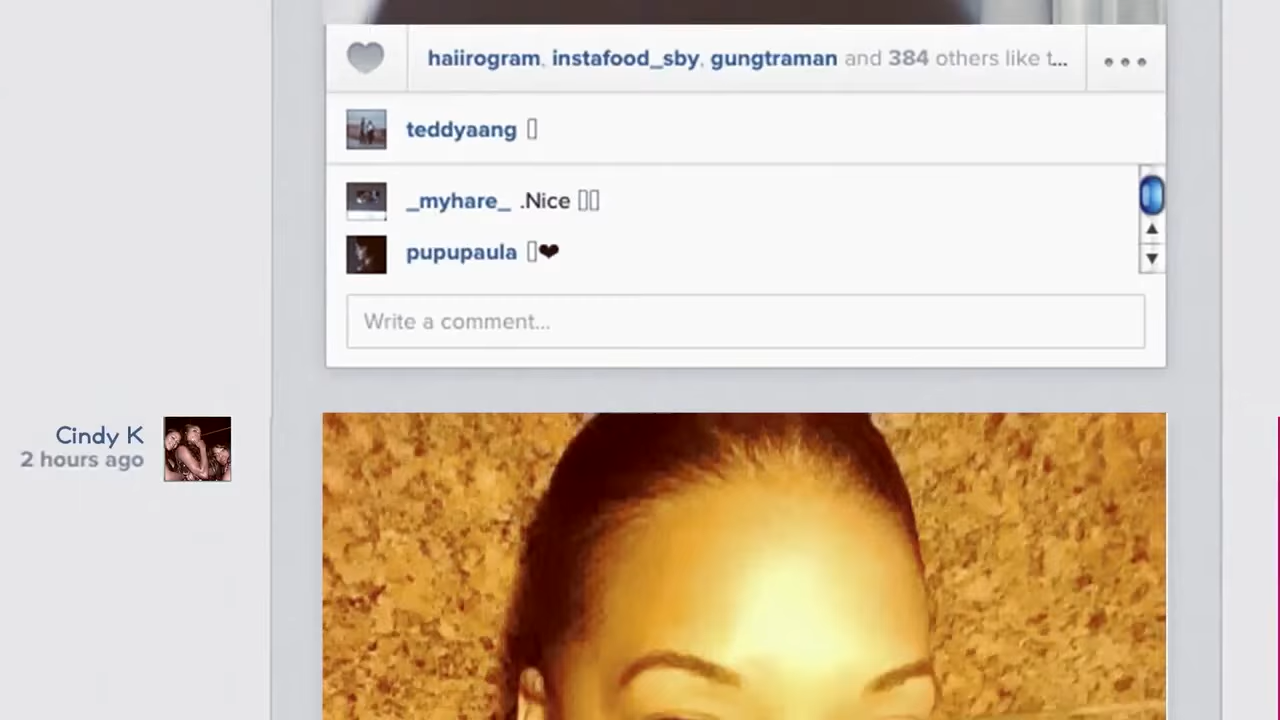 haiirogram, instafood_sby, gungtraman and 384 others like t...
teddyaang ▯
_myhare_ .Nice ▯▯
pupupaula ▯❤
Write a comment...
Cindy K
2 hours ago